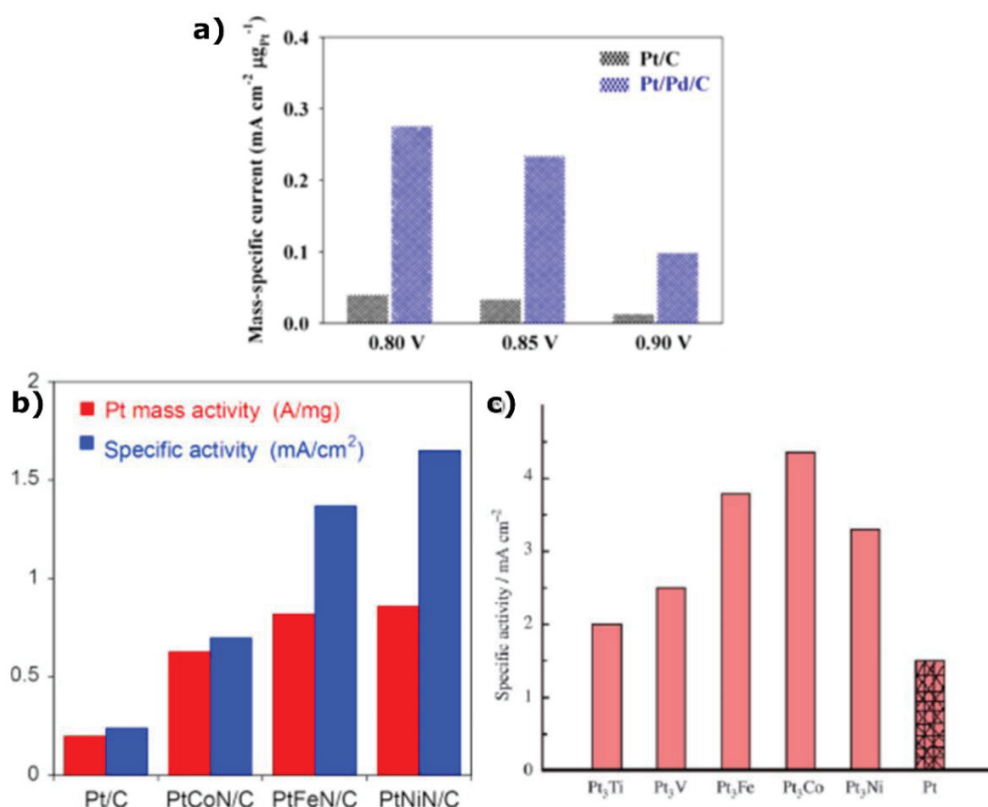 a)
Mass-specific current (mA cm⁻² μg_Pt⁻¹)
0.4
0.3
0.2
0.1
0.0
Pt/C
Pt/Pd/C
0.80 V 0.85 V 0.90 V
b)
2
1.5
1
0.5
0
Pt mass activity (A/mg)
Specific activity (mA/cm²)
Pt/C PtCoN/C PtFeN/C PtNiN/C
c)
Specific activity / mA cm⁻²
4
3
2
1
0
Pt₃Ti Pt₃V Pt₃Fe Pt₃Co Pt₃Ni Pt